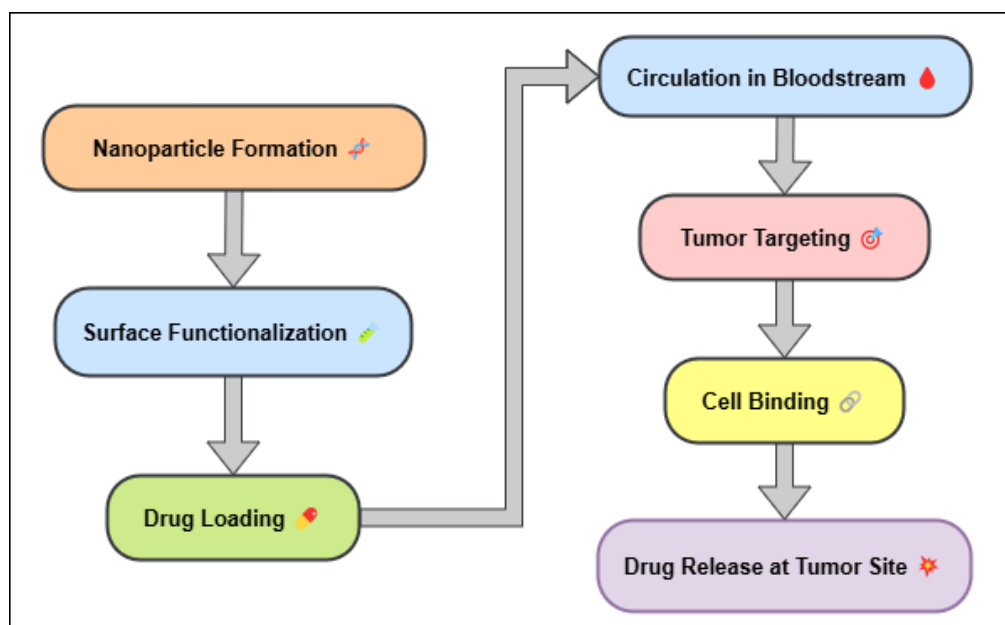 Nanoparticle Formation 🧬
Surface Functionalization 🧪
Drug Loading 💊
Circulation in Bloodstream 🩸
Tumor Targeting 🎯
Cell Binding 🔗
Drug Release at Tumor Site 💥